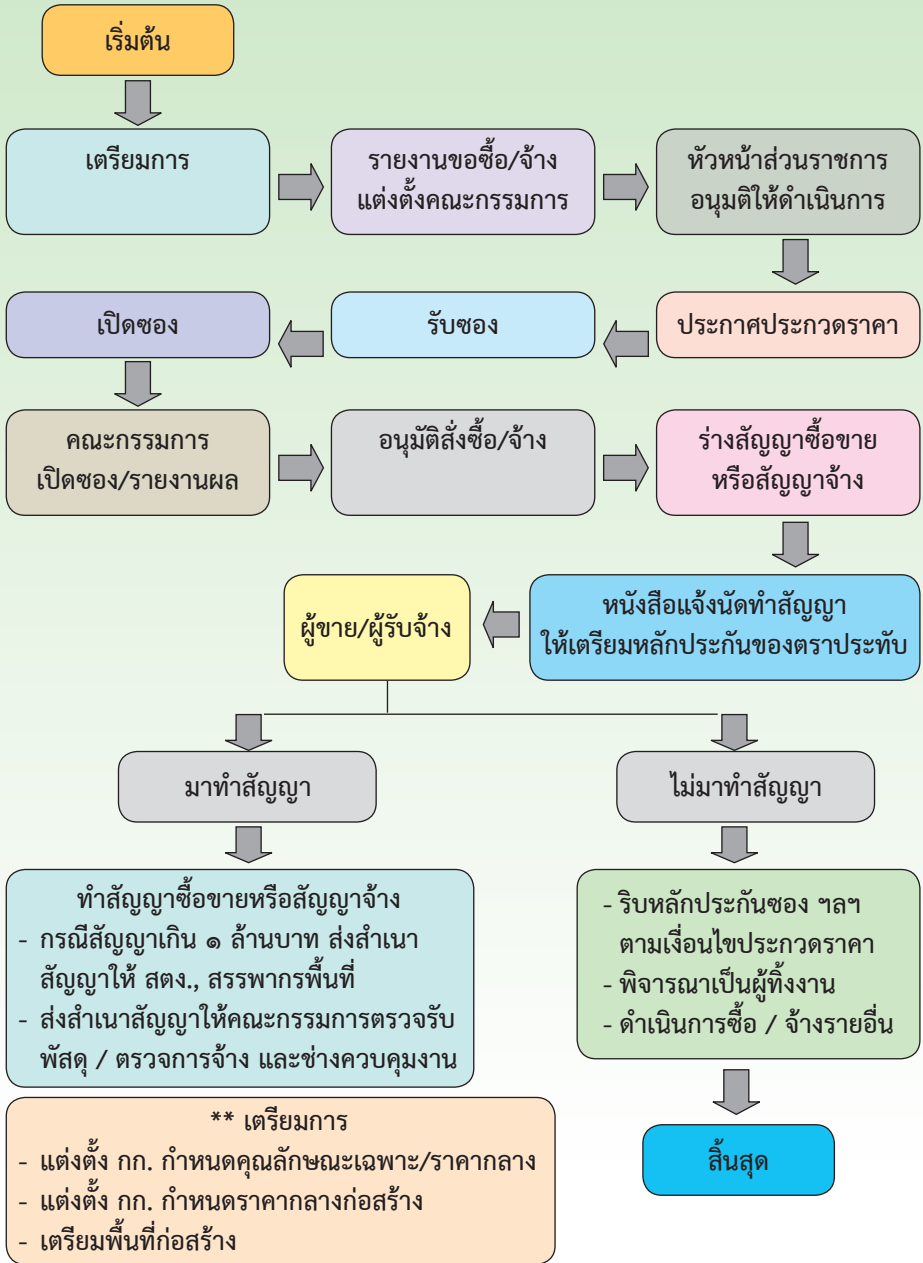 เริ่มต้น
เตรียมการ
รายงานขอซื้อ/จ้าง
แต่งตั้งคณะกรรมการ
หัวหน้าส่วนราชการ
อนุมติให้ดำเนินการ
ประกาศประกวดราคา
รับซอง
เปิดซอง
คณะกรรมการ
เปิดซอง/รายงานผล
อนุมัติสั่งซื้อ/จ้าง
ร่างสัญญาซื้อขาย
หรือสัญญาจ้าง
หนังสือแจ้งนัดทำสัญญา
ให้เตรียมหลักประกันของตราประทับ
ผู้ขาย/ผู้รับจ้าง
มาทำสัญญา
ไม่มาทำสัญญา
ทำสัญญาซื้อขายหรือสัญญาจ้าง
- กรณีสัญญาเกิน ๑ ล้านบาท ส่งสำเนา
สัญญาให้ สตง., สรรพากรพื้นที่
- ส่งสำเนาสัญญาให้คณะกรรมการตรวจรับ
พัสดุ / ตรวจการจ้าง และช่างควบคุมงาน
- ริบหลักประกันซอง ฯลฯ
ตามเงื่อนไขประกวดราคา
- พิจารณาเป็นผู้ทิ้งงาน
- ดำเนินการซื้อ / จ้างรายอื่น
** เตรียมการ
- แต่งตั้ง กก. กำหนดคุณลักษณะเฉพาะ/ราคากลาง
- แต่งตั้ง กก. กำหนดราคากลางก่อสร้าง
- เตรียมพื้นที่ก่อสร้าง
สิ้นสุด